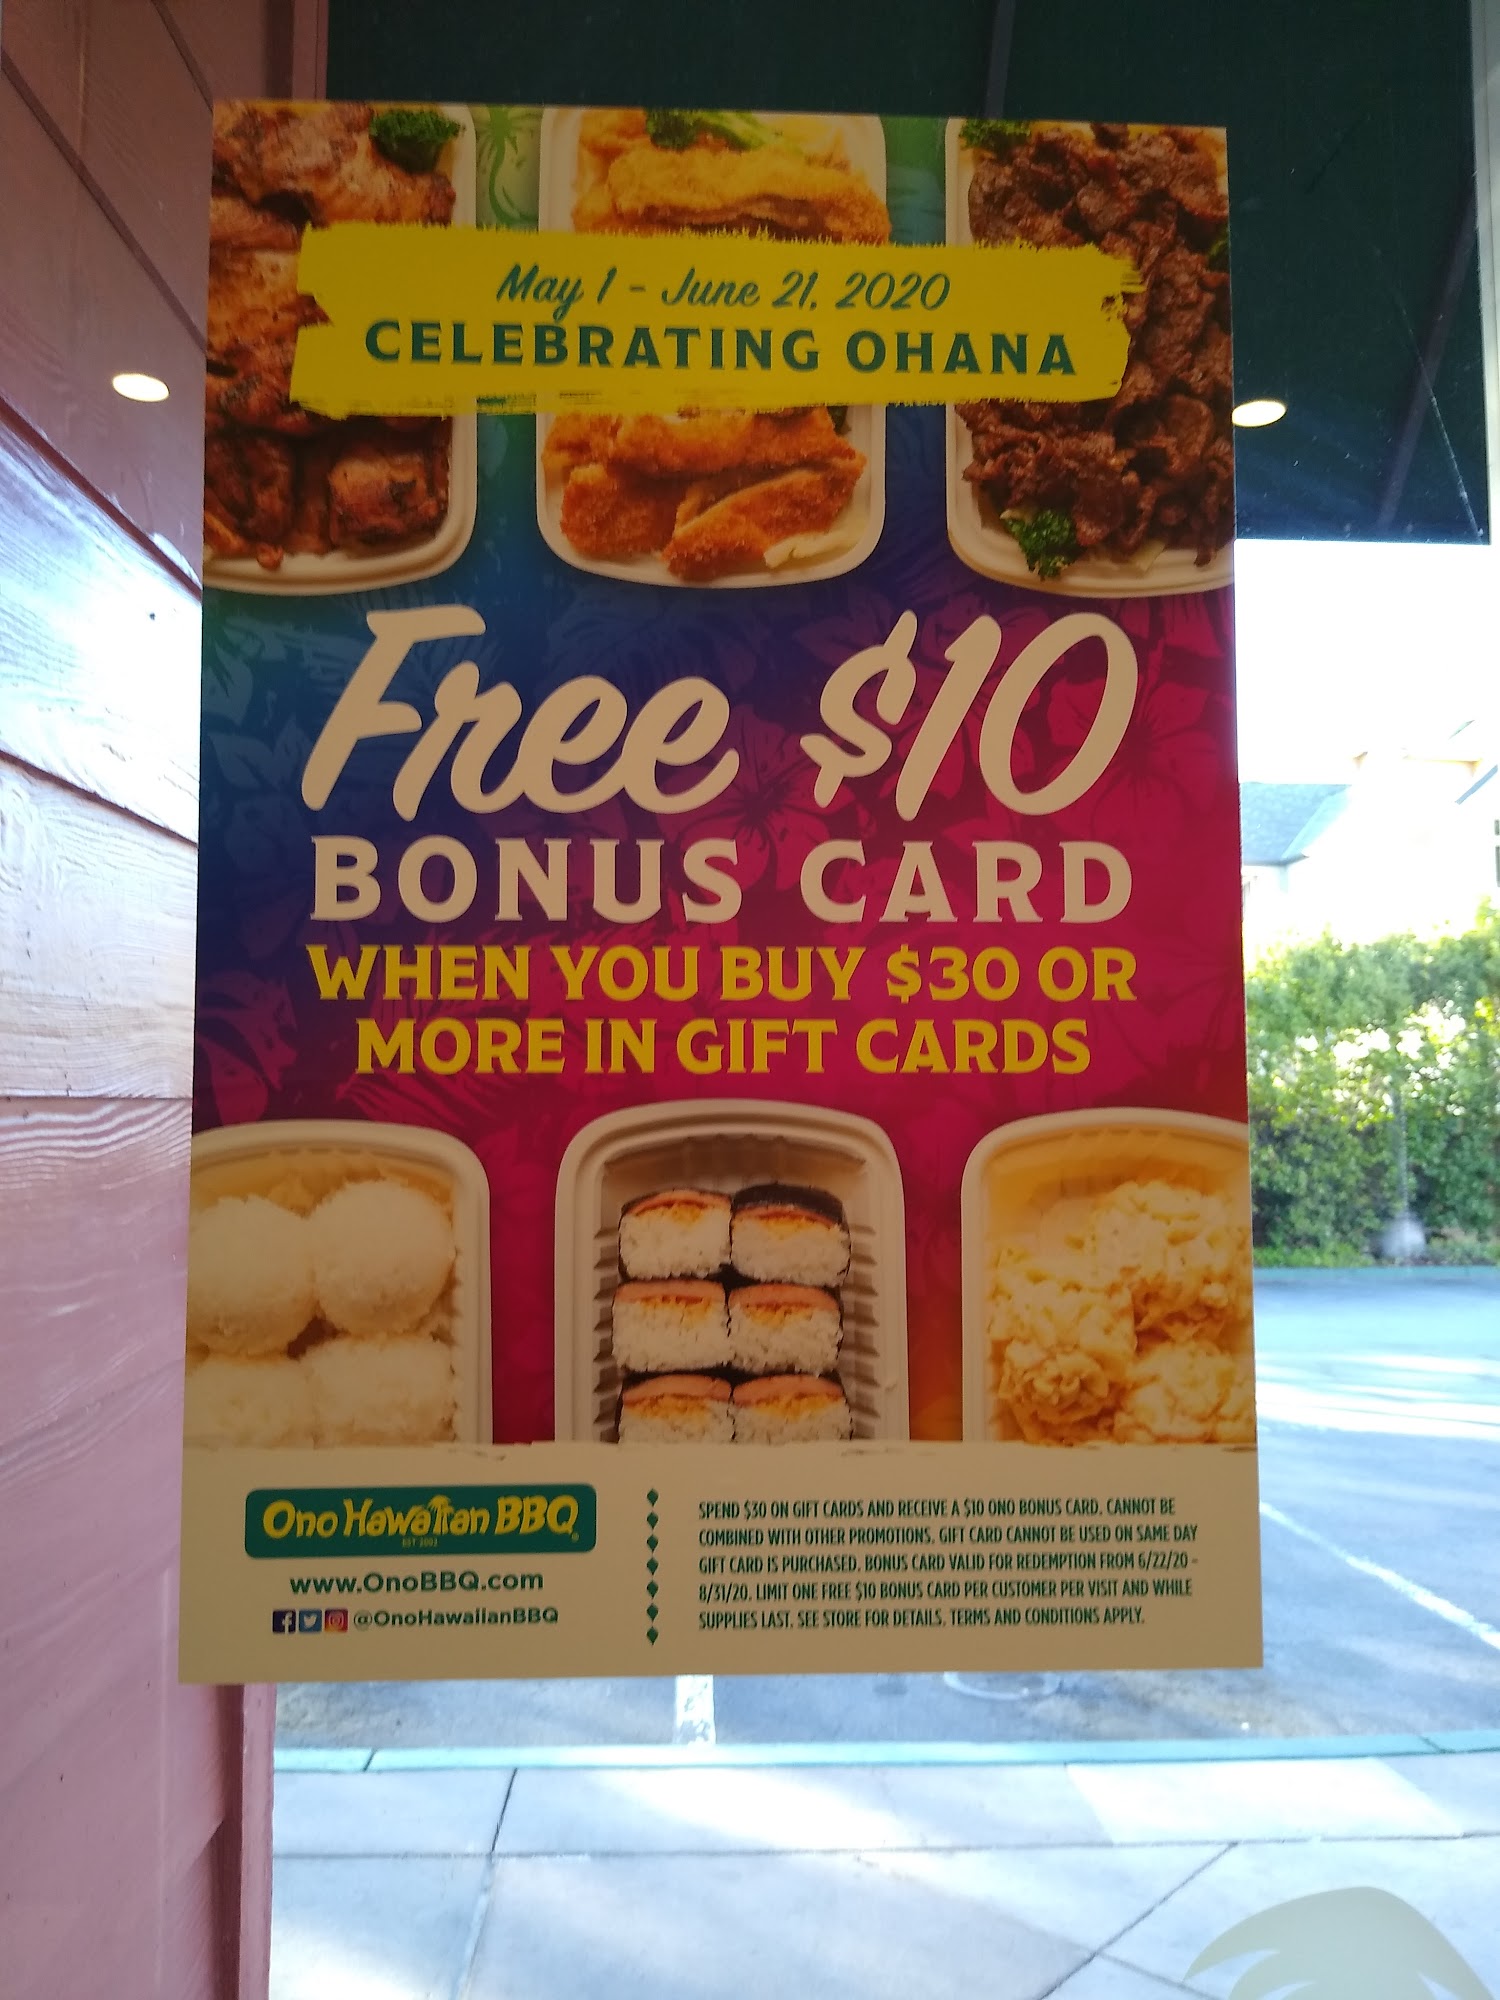 May 1 - June 21, 2020
CELEBRATING OHANA
Free $10
BONUS CARD
WHEN YOU BUY $30 OR
MORE IN GIFT CARDS
Ono Hawaiian BBQ
EST 2002
www.OnoBBQ.com
@OnoHawaiianBBQ
SPEND $30 ON GIFT CARDS AND RECEIVE A $10 ONO BONUS CARD. CANNOT BE
COMBINED WITH OTHER PROMOTIONS. GIFT CARD CANNOT BE USED ON SAME DAY
GIFT CARD IS PURCHASED. BONUS CARD VALID FOR REDEMPTION FROM 6/22/20 -
8/31/20. LIMIT ONE FREE $10 BONUS CARD PER CUSTOMER PER VISIT AND WHILE
SUPPLIES LAST. SEE STORE FOR DETAILS. TERMS AND CONDITIONS APPLY.